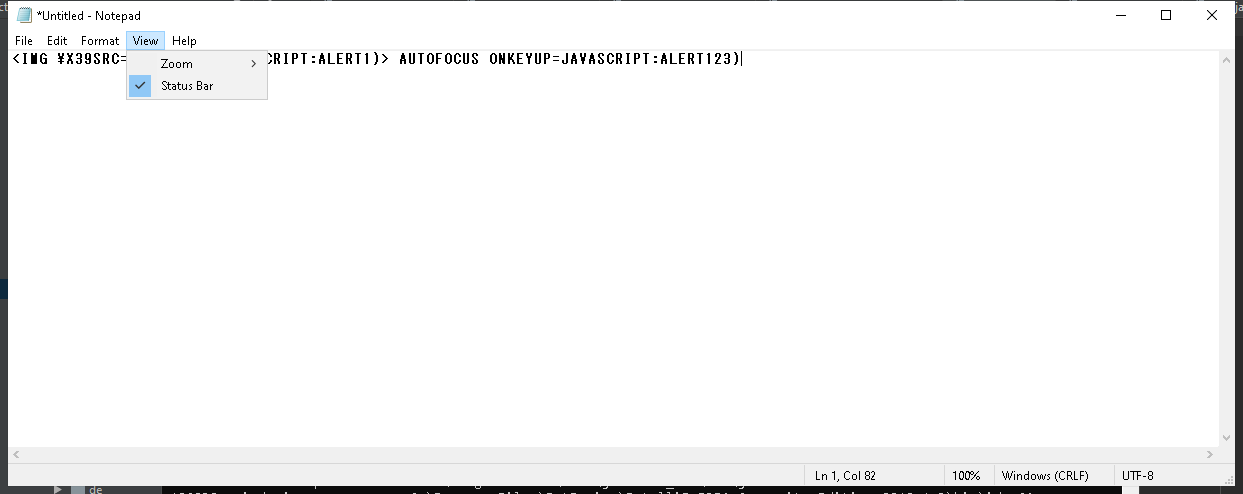 *Untitled - Notepad
File Edit Format View Help
<IMG ¥X39SRC= CRIPT:ALERT1)> AUTOFOCUS ONKEYUP=JAVASCRIPT:ALERT123)
Zoom
Status Bar
Ln 1, Col 82 100% Windows (CRLF) UTF-8
de